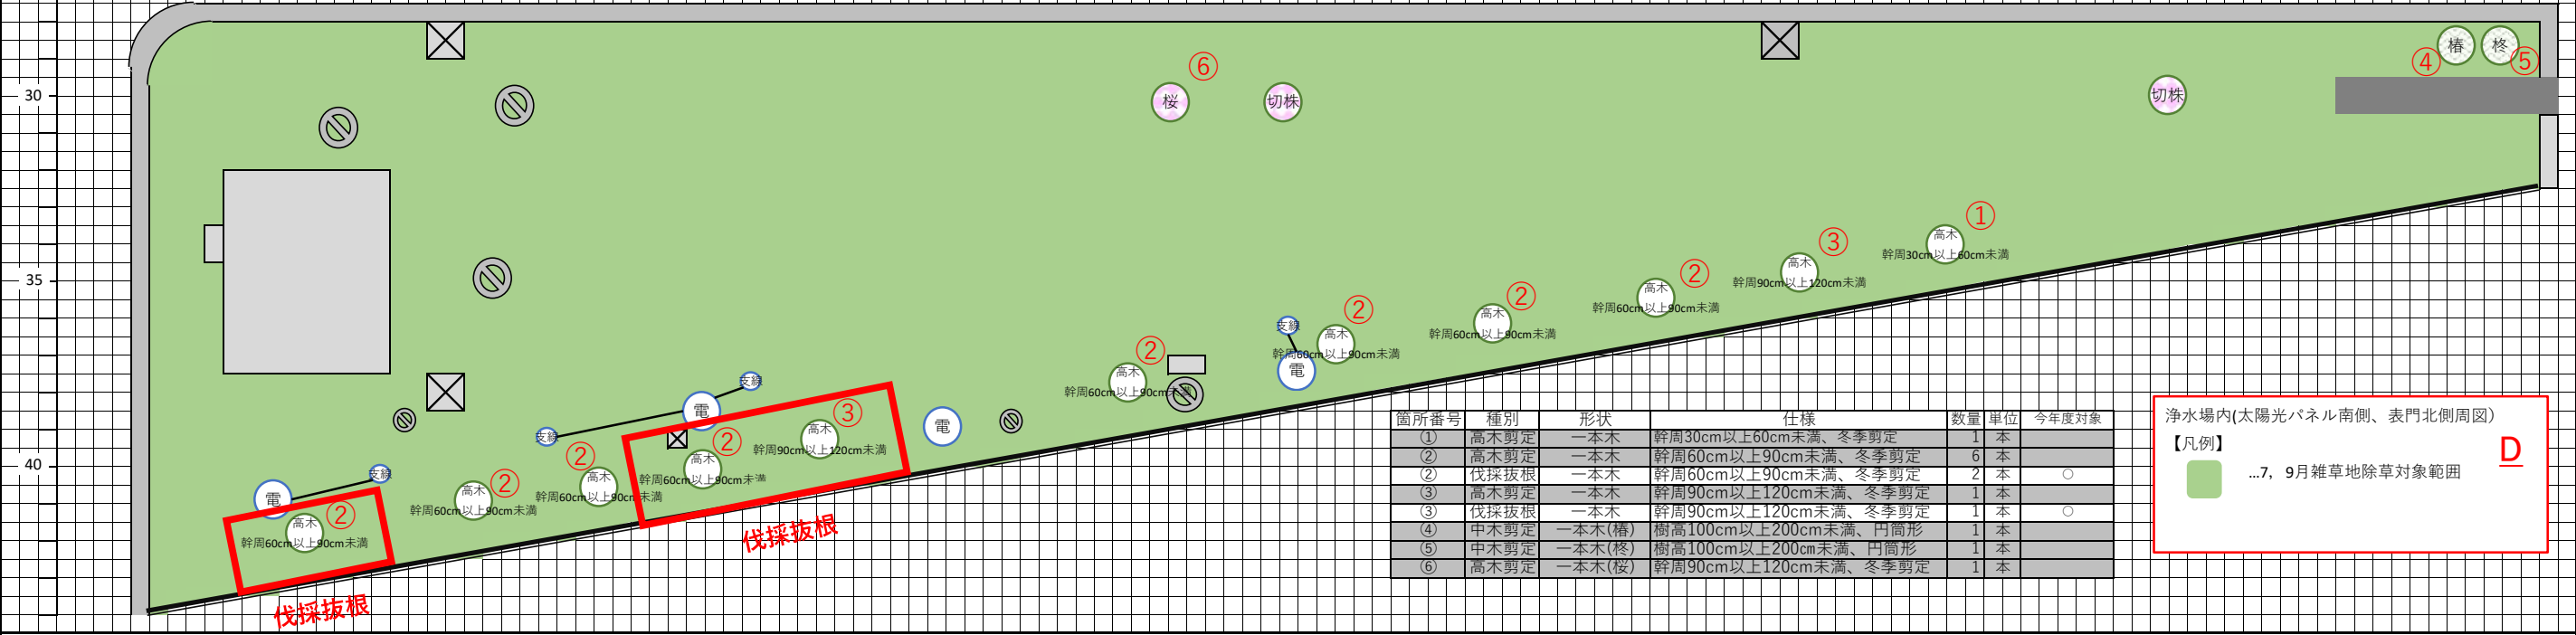 椿
柊
④
⑤
⑥
桜
切株
切株
30
①
高木
幹周30cm以上60cm未満
③
高木
幹周90cm以上120cm未満
②
高木
幹周60cm以上90cm未満
②
高木
幹周60cm以上90cm未満
②
支線
高木
幹周60cm以上90cm未満
電
35
②
高木
幹周60cm以上90cm未満
支線
電
支線
③
高木
幹周90cm以上120cm未満
電
②
高木
幹周60cm以上90cm未満
②
高木
幹周60cm以上90cm未満
40
支線
電
②
高木
幹周60cm以上90cm未満
②
高木
幹周60cm以上90cm未満
伐採抜根
伐採抜根
箇所番号 種別 形状 仕様 数量 単位 今年度対象
① 高木剪定 一本木 幹周30cm以上60cm未満、冬季剪定 1 本
② 高木剪定 一本木 幹周60cm以上90cm未満、冬季剪定 6 本
② 伐採抜根 一本木 幹周60cm以上90cm未満、冬季剪定 2 本 ○
③ 高木剪定 一本木 幹周90cm以上120cm未満、冬季剪定 1 本
③ 伐採抜根 一本木 幹周90cm以上120cm未満、冬季剪定 1 本 ○
④ 中木剪定 一本木(椿) 樹高100cm以上200cm未満、円筒形 1 本
⑤ 中木剪定 一本木(柊) 樹高100cm以上200㎝未満、円筒形 1 本
⑥ 高木剪定 一本木(桜) 幹周90cm以上120cm未満、冬季剪定 1 本
浄水場内(太陽光パネル南側、表門北側周図)
【凡例】
D
…7，9月雑草地除草対象範囲